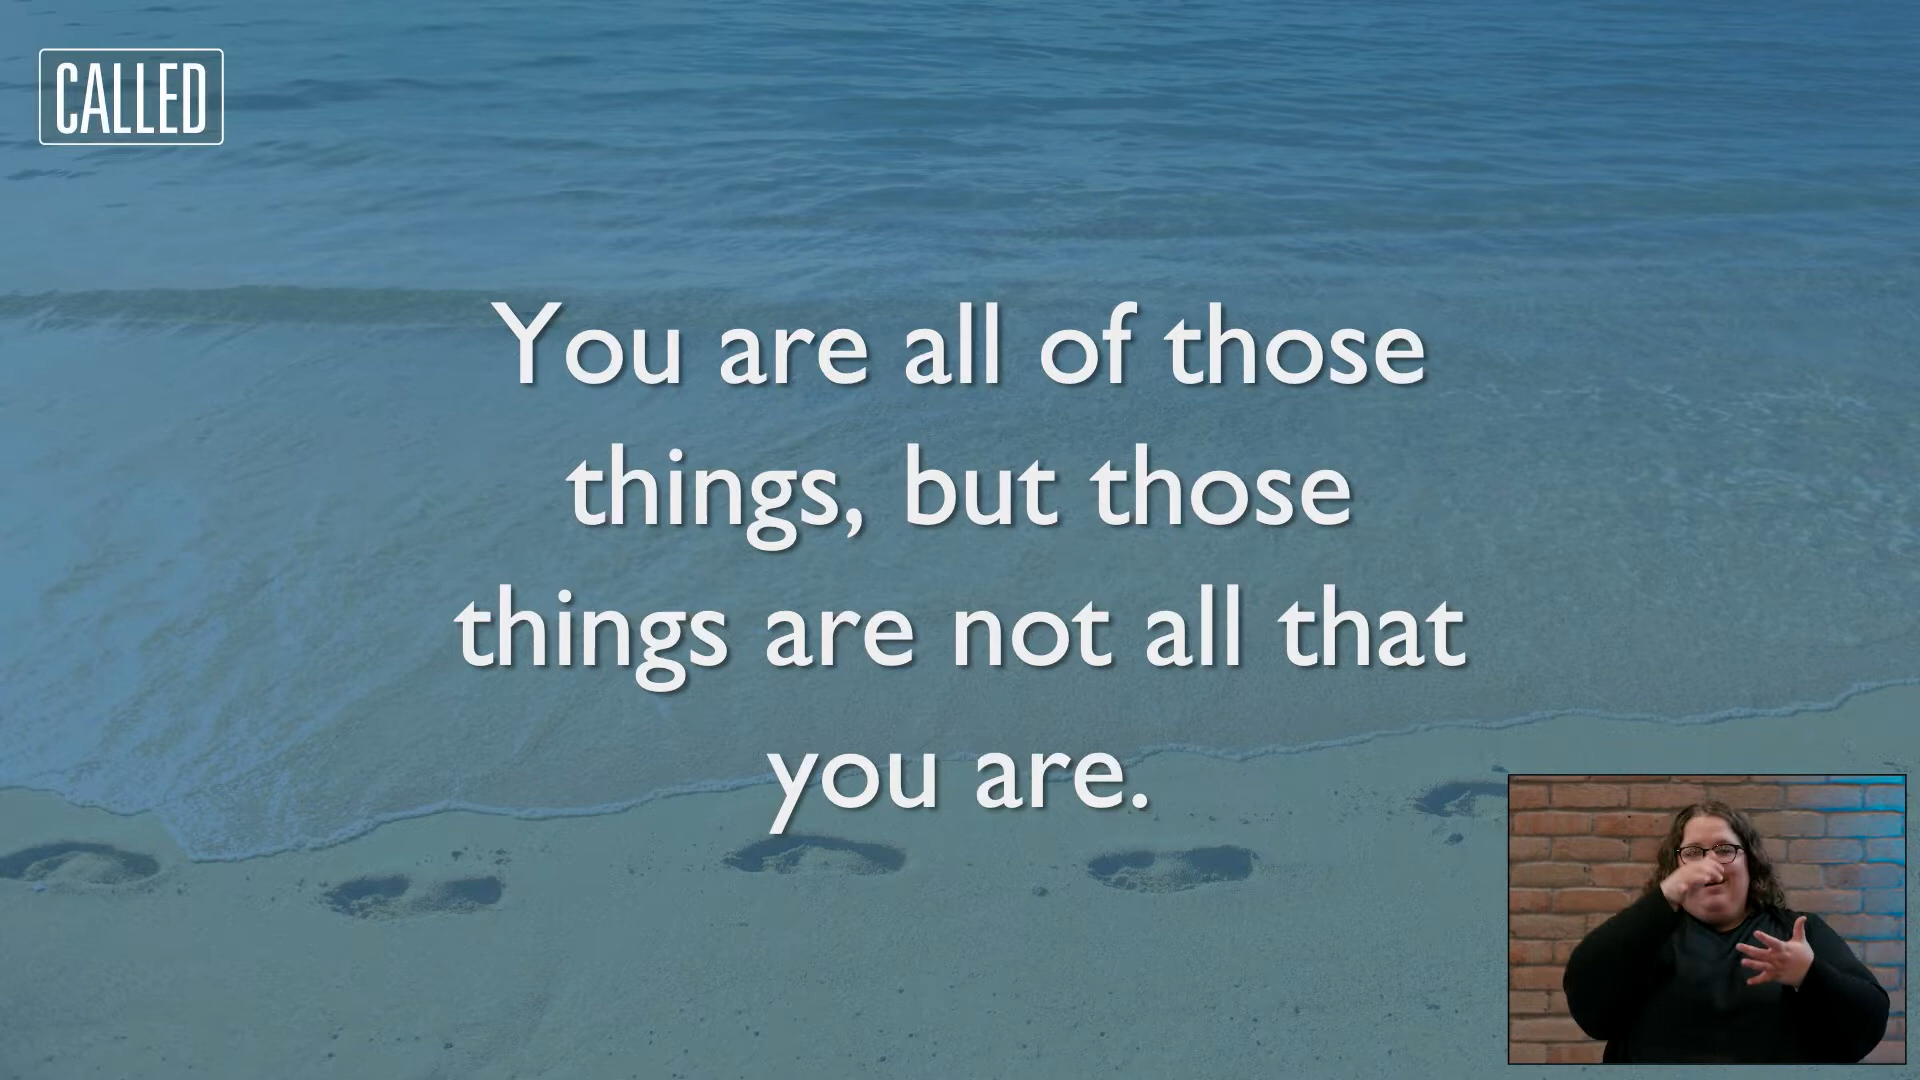 CALLED
You are all of those
things, but those
things are not all that
you are.